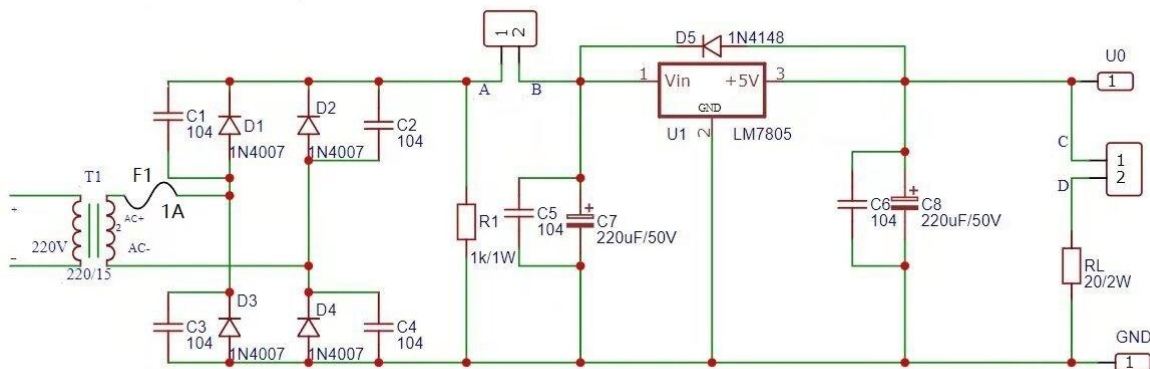 1
2
D5
1N4148
U0
1
A
B
1
Vin
+5V
3
GND
2
U1
LM7805
C1
104
D1
1N4007
D2
1N4007
C2
104
C
1
2
D
T1
F1
1A
AC+
2
AC-
220V
220/15
+
–
R1
1k/1W
C5
104
+
C7
220uF/50V
C6
104
+
C8
220uF/50V
RL
20/2W
C3
104
D3
1N4007
D4
1N4007
C4
104
GND
1